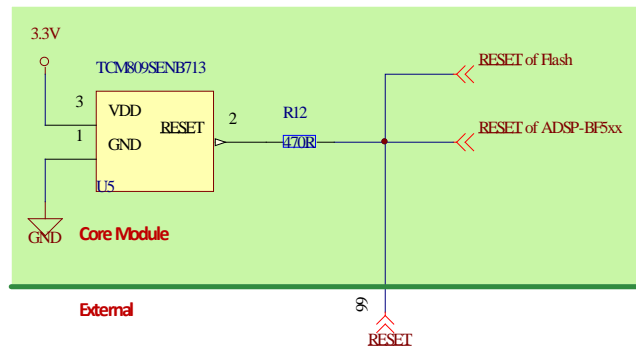 3.3V
TCM809SENB713
RESET of Flash
3
VDD
R12
2
RESET
RESET of ADSP-BF5xx
1
GND
470R
U5
GND
Core Module
External
99
RESET